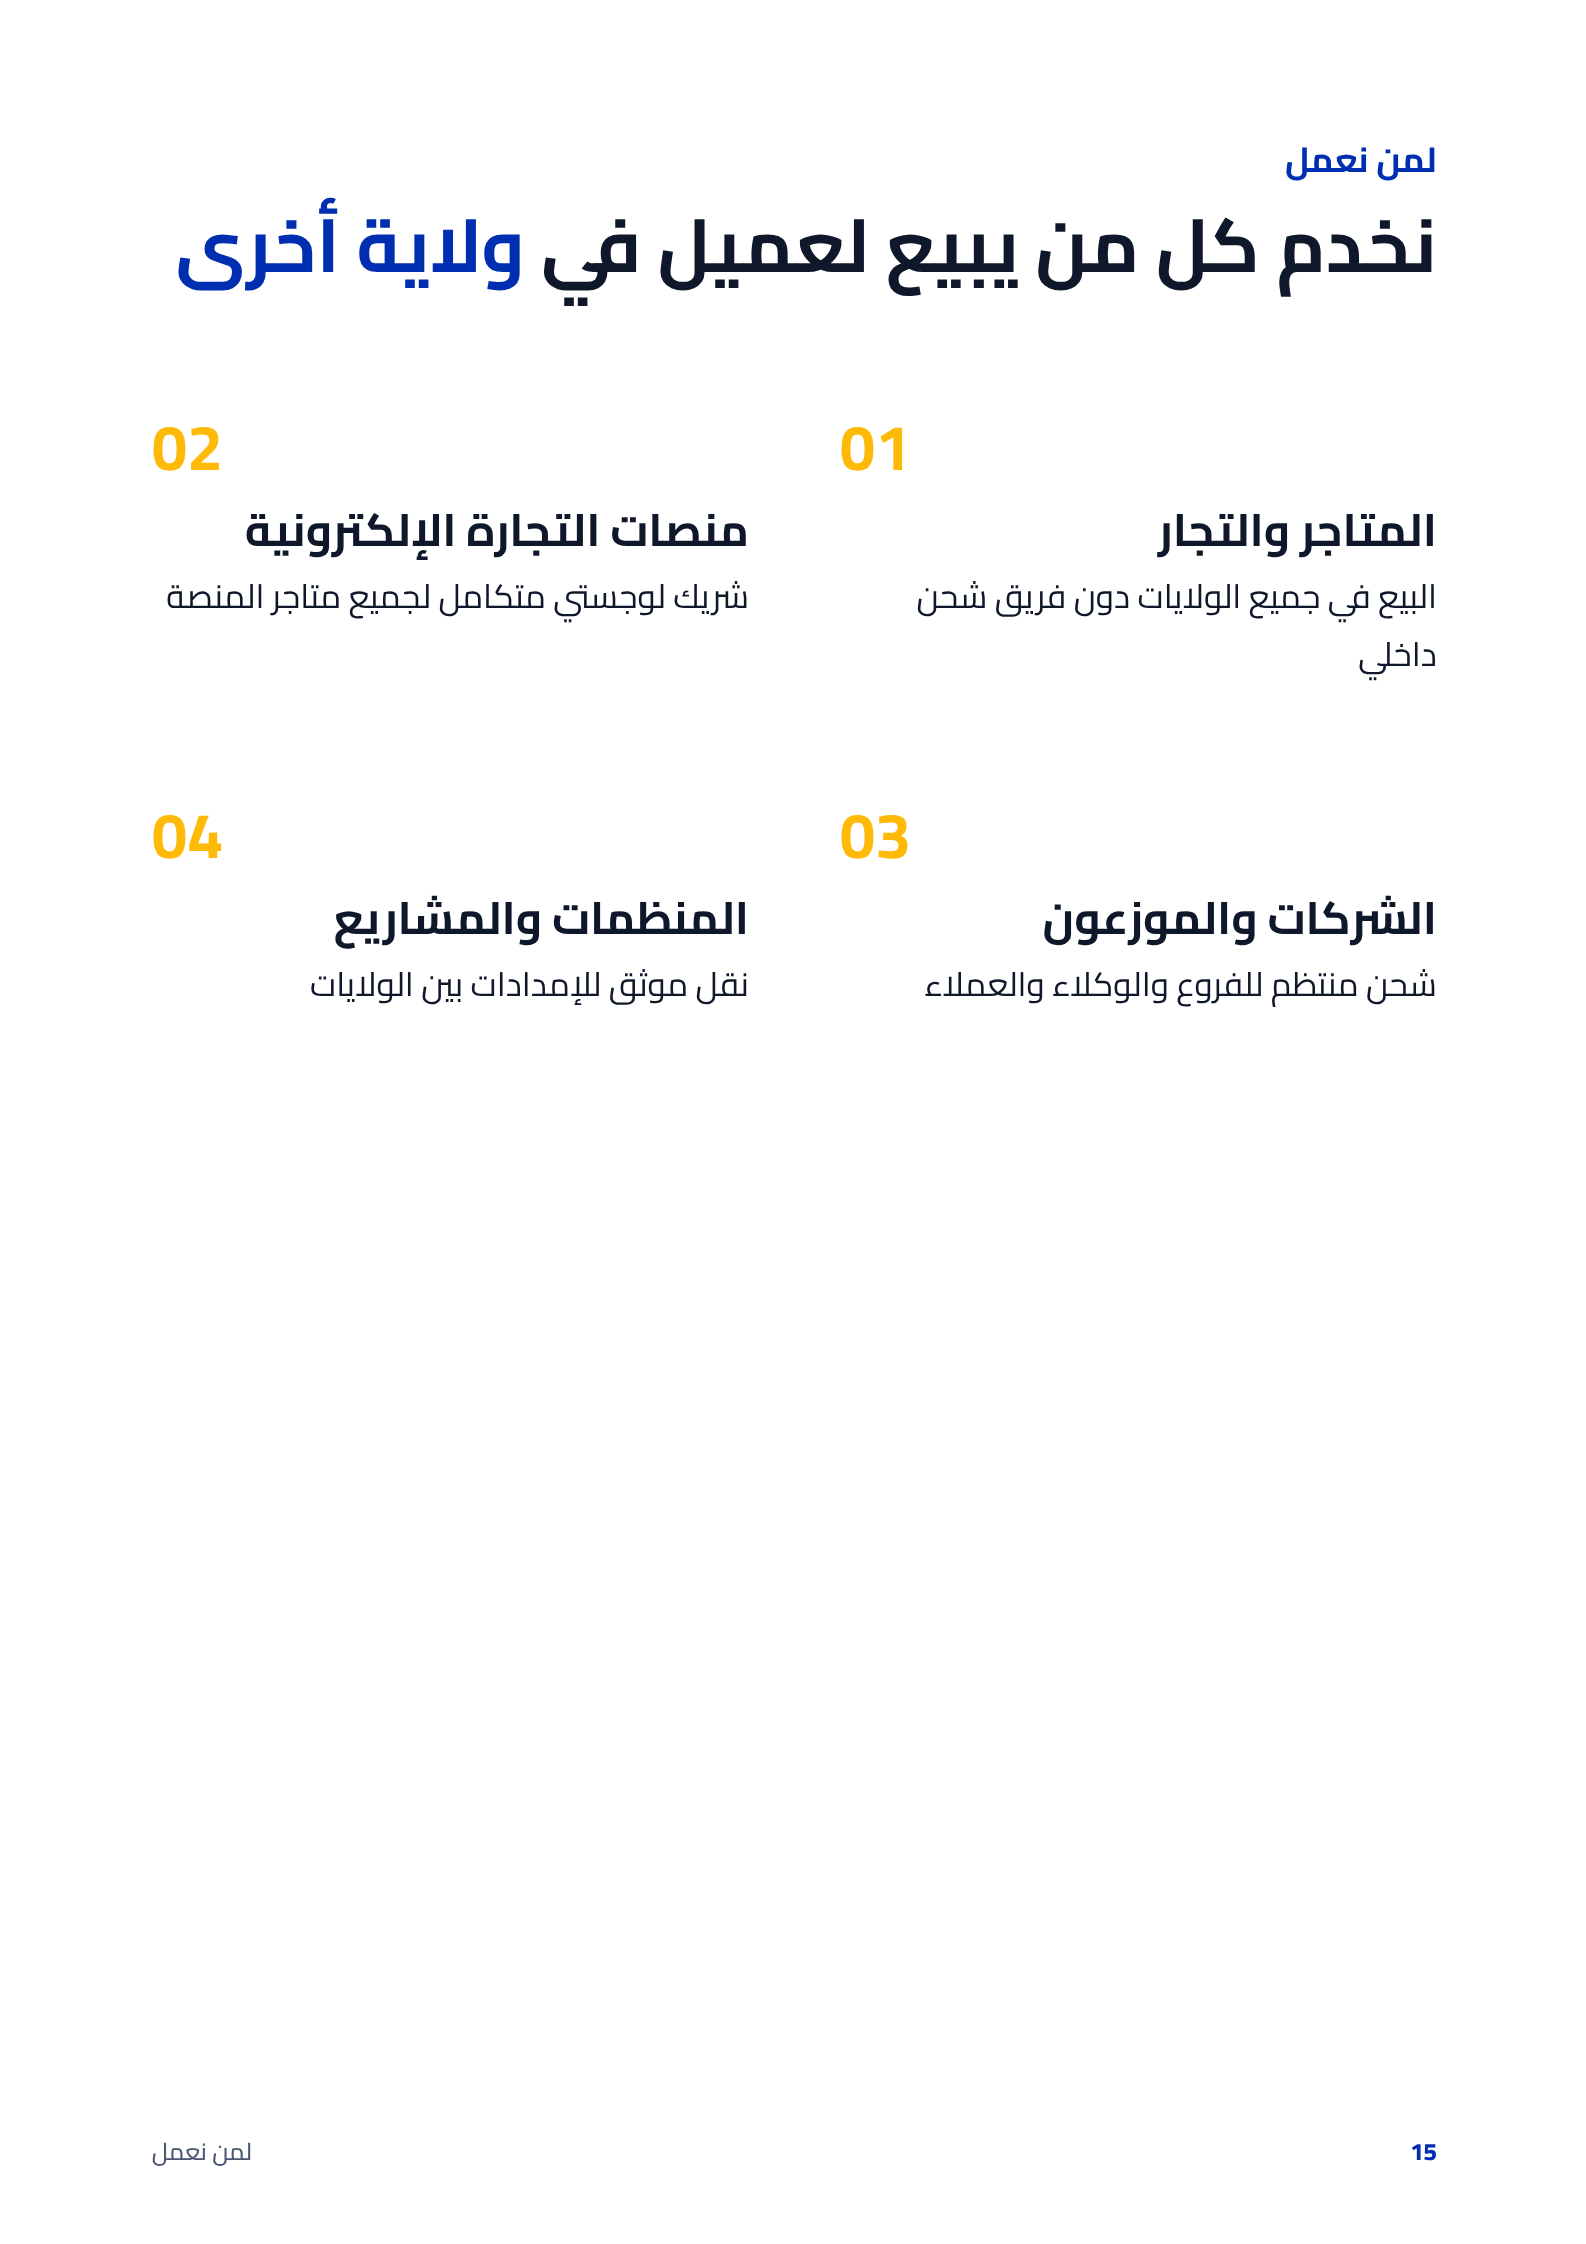 لمن نعمل
نخدم كل من يبيع لعميل في ولاية أخرى
01
المتاجر والتجار
البيع في جميع الولايات دون فريق شحن
داخلي
02
منصات التجارة الإلكترونية
شريك لوجستي متكامل لجميع متاجر المنصة
03
الشركات والموزعون
شحن منتظم للفروع والوكلاء والعملاء
04
المنظمات والمشاريع
نقل موثق للإمدادات بين الولايات
15
لمن نعمل